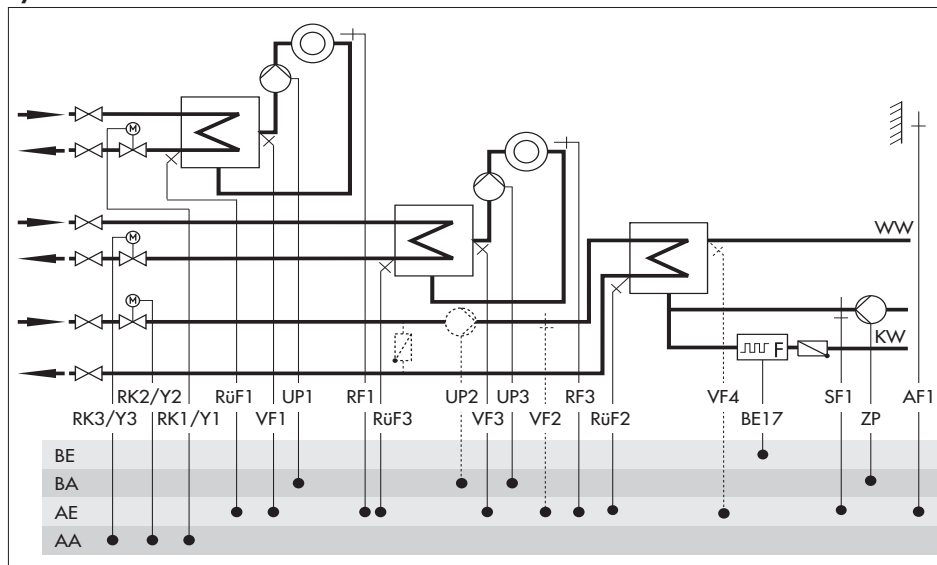 M
M
M
WW
F
KW
RK2/Y2 RüF1 UP1 RF1 UP2 UP3 RF3 VF4 SF1 AF1
RK3/Y3 RK1/Y1 VF1 RüF3 VF3 VF2 RüF2 BE17 ZP
BE
BA
AE
AA